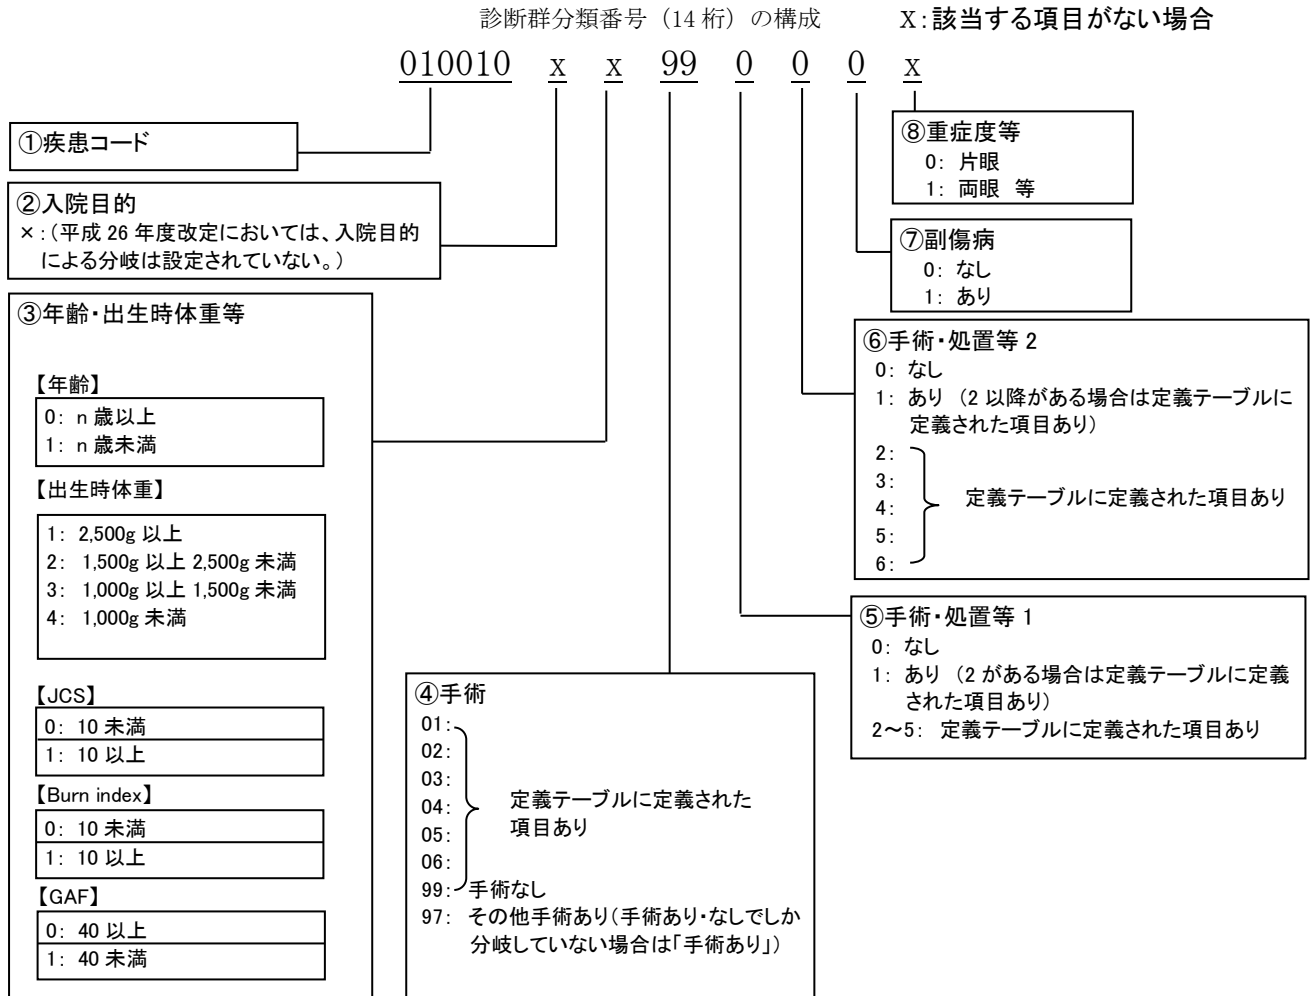 診断群分類番号（14 桁）の構成
X：該当する項目がない場合
010010 x x 99 0 0 0 x
①疾患コード
②入院目的
×：（平成 26 年度改定においては、入院目的
による分岐は設定されていない。）
③年齢・出生時体重等
【年齢】
0： n 歳以上
1： n 歳未満
【出生時体重】
1： 2,500g 以上
2： 1,500g 以上 2,500g 未満
3： 1,000g 以上 1,500g 未満
4： 1,000g 未満
【JCS】
0： 10 未満
1： 10 以上
【Burn index】
0： 10 未満
1： 10 以上
【GAF】
0： 40 以上
1： 40 未満
④手術
01：
02：
03：
04：
05：
06：
定義テーブルに定義された
項目あり
99： 手術なし
97： その他手術あり（手術あり・なしでしか
分岐していない場合は「手術あり」）
⑤手術・処置等 1
0： なし
1： あり （2 がある場合は定義テーブルに定義
された項目あり）
2～5： 定義テーブルに定義された項目あり
⑥手術・処置等 2
0： なし
1： あり （2 以降がある場合は定義テーブルに
定義された項目あり）
2：
3：
4：
5：
6：
定義テーブルに定義された項目あり
⑦副傷病
0： なし
1： あり
⑧重症度等
0： 片眼
1： 両眼 等